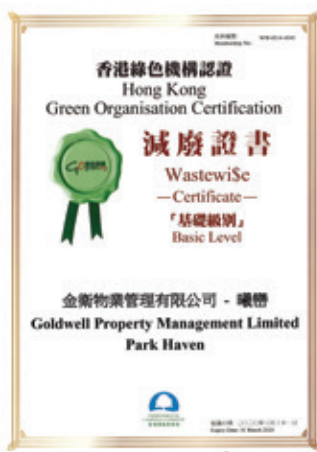 香港綠色機構認證
Hong Kong
Green Organisation Certification
減廢證書
Wastewi$e
—Certificate—
「基礎級別」
Basic Level
金衛物業管理有限公司 - 曦巒
Goldwell Property Management Limited
Park Haven